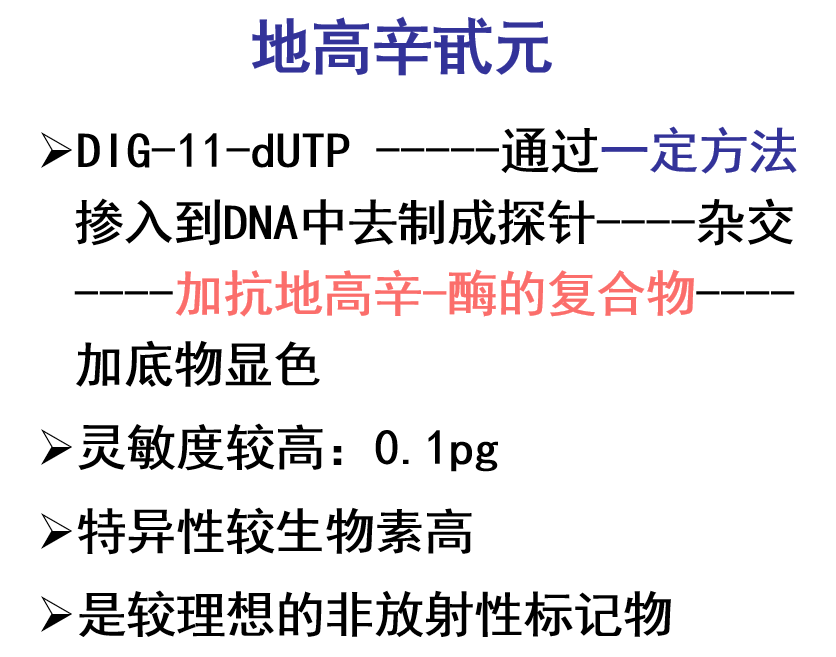 地高辛甙元
➢DIG-11-dUTP -----通过一定方法
掺入到DNA中去制成探针----杂交
----加抗地高辛-酶的复合物----
加底物显色
➢灵敏度较高：0.1pg
➢特异性较生物素高
➢是较理想的非放射性标记物